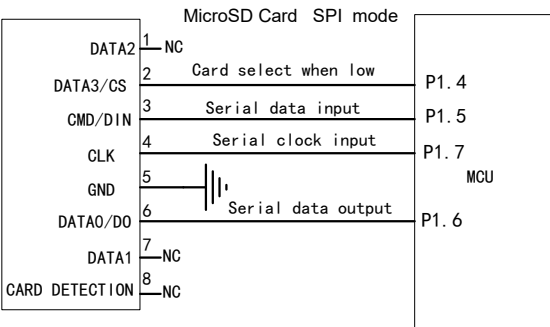 MicroSD Card SPI mode
DATA2 1 NC
DATA3/CS 2 Card select when low P1.4
CMD/DIN 3 Serial data input P1.5
CLK 4 Serial clock input P1.7
GND 5
MCU
DATA0/DO 6 Serial data output P1.6
DATA1 7 NC
CARD DETECTION 8 NC